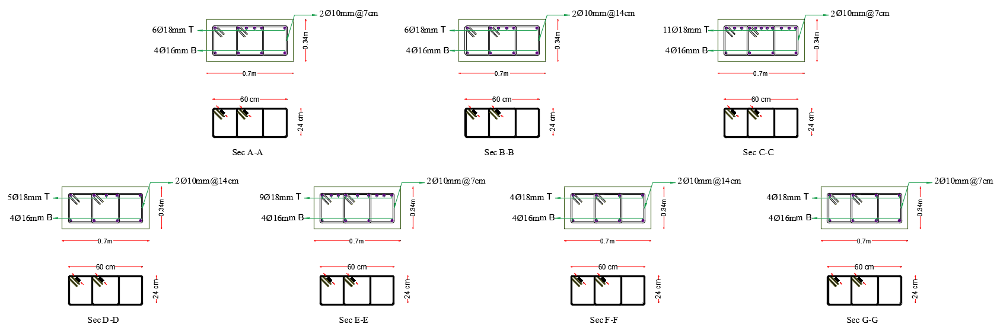 2Ø10mm@7cm
6Ø18mm T
4Ø16mm B
0.34m
0.7m
60 cm
24 cm
Sec A-A
2Ø10mm@14cm
6Ø18mm T
4Ø16mm B
0.34m
0.7m
60 cm
24 cm
Sec B-B
2Ø10mm@7cm
11Ø18mm T
4Ø16mm B
0.34m
0.7m
60 cm
24 cm
Sec C-C
2Ø10mm@14cm
5Ø18mm T
4Ø16mm B
0.34m
0.7m
60 cm
24 cm
Sec D-D
2Ø10mm@7cm
9Ø18mm T
4Ø16mm B
0.34m
0.7m
60 cm
24 cm
Sec E-E
2Ø10mm@14cm
4Ø18mm T
4Ø16mm B
0.34m
0.7m
60 cm
24 cm
Sec F-F
2Ø10mm@7cm
4Ø18mm T
4Ø16mm B
0.34m
0.7m
60 cm
24 cm
Sec G-G